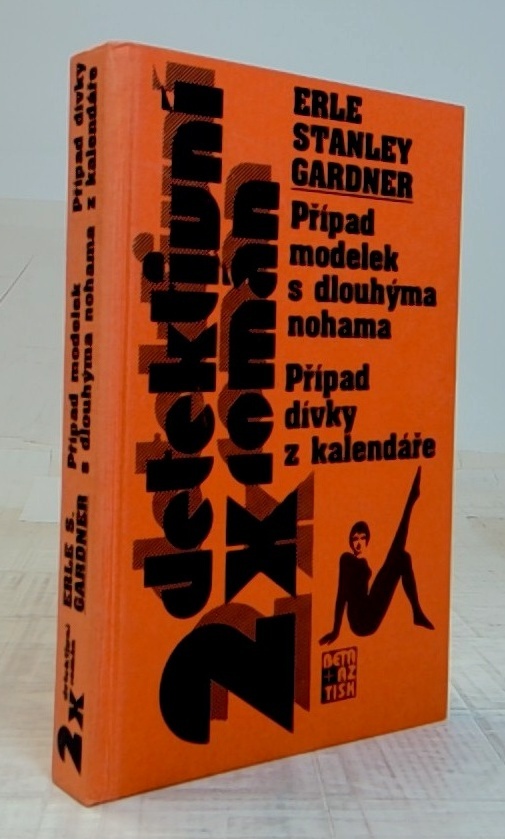 ERLE
STANLEY
GARDNER
Případ
modelek
s dlouhýma
nohama
Případ
dívky
z kalendáře
2x
detektivní
román
2x
ERLE S.
GARDNER
Případ modelek
s dlouhýma nohama
Případ dívky
z kalendáře